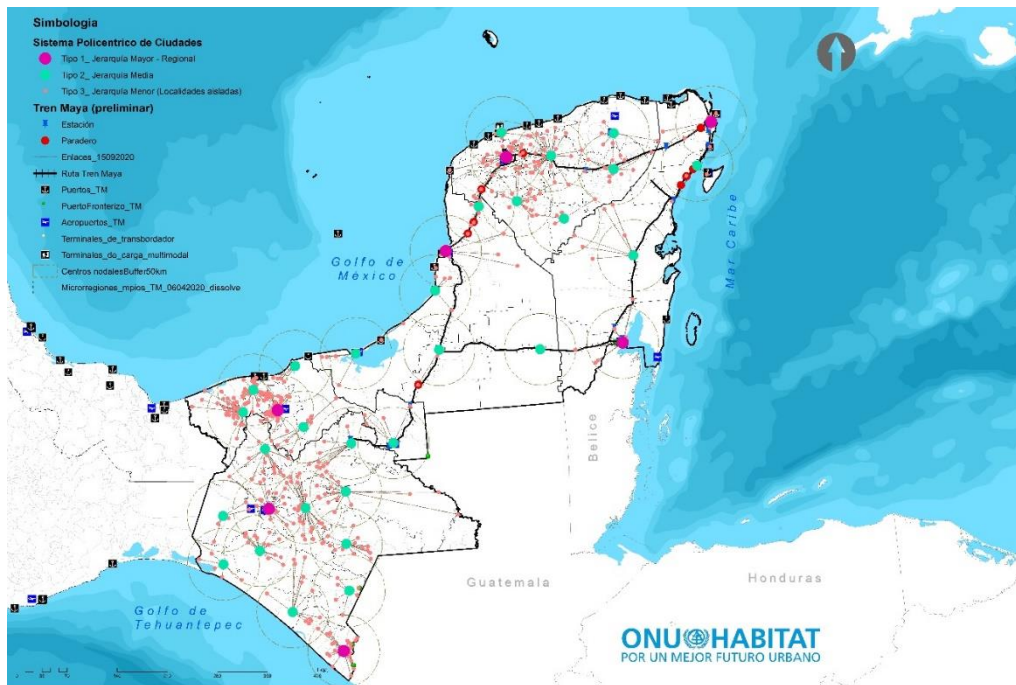 Simbologia
Sistema Policentrico de Ciudades
Tipo 1_ Jerarquía Mayor - Regional
Tipo 2_ Jerarquía Media
Tipo 3_ Jerarquía Menor (Localidades aisladas)
Tren Maya (preliminar)
Estación
Paradero
Enlaces_15092020
Ruta Tren Maya
Puertos_TM
PuertoFronterizo_TM
Aeropuertos_TM
Terminales_de_transbordador
Terminales_de_carga_multimodal
Centros nodalesBuffer50km
Microrregiones_mpios_TM_06042020_dissolve
Golfo de
México
Mar Caribe
Belice
Guatemala
Honduras
Golfo de
Tehuantepec
ONU HABITAT
POR UN MEJOR FUTURO URBANO